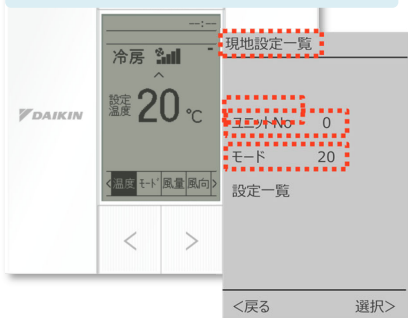 --:--
冷房
設定温度 20 ℃
DAIKIN
温度 モード 風量 風向
現地設定一覧
ユニットNo 0
モード 20
設定一覧
<戻る 選択>